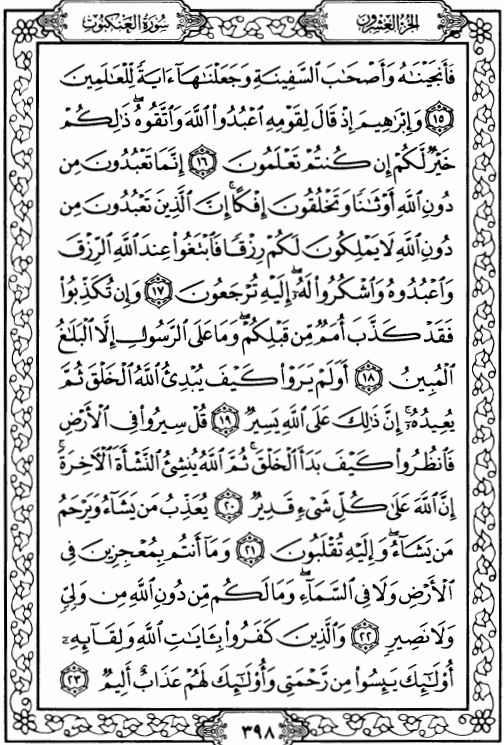 الجزء العشرون
سورة العنكبوت
فَأَنجَيْنَٰهُ وَأَصْحَٰبَ ٱلسَّفِينَةِ وَجَعَلْنَٰهَآ ءَايَةً لِّلْعَٰلَمِينَ
﴿١٥﴾ وَإِبْرَٰهِيمَ إِذْ قَالَ لِقَوْمِهِ ٱعْبُدُوا۟ ٱللَّهَ وَٱتَّقُوهُ ۖ ذَٰلِكُمْ
خَيْرٌ لَّكُمْ إِن كُنتُمْ تَعْلَمُونَ ﴿١٦﴾ إِنَّمَا تَعْبُدُونَ مِن
دُونِ ٱللَّهِ أَوْثَٰنًا وَتَخْلُقُونَ إِفْكًا ۚ إِنَّ ٱلَّذِينَ تَعْبُدُونَ مِن
دُونِ ٱللَّهِ لَا يَمْلِكُونَ لَكُمْ رِزْقًا فَٱبْتَغُوا۟ عِندَ ٱللَّهِ ٱلرِّزْقَ
وَٱعْبُدُوهُ وَٱشْكُرُوا۟ لَهُۥٓ ۖ إِلَيْهِ تُرْجَعُونَ ﴿١٧﴾ وَإِن تُكَذِّبُوا۟
فَقَدْ كَذَّبَ أُمَمٌ مِّن قَبْلِكُمْ ۖ وَمَا عَلَى ٱلرَّسُولِ إِلَّا ٱلْبَلَٰغُ
ٱلْمُبِينُ ﴿١٨﴾ أَوَلَمْ يَرَوْا۟ كَيْفَ يُبْدِئُ ٱللَّهُ ٱلْخَلْقَ ثُمَّ
يُعِيدُهُۥٓ ۚ إِنَّ ذَٰلِكَ عَلَى ٱللَّهِ يَسِيرٌ ﴿١٩﴾ قُلْ سِيرُوا۟ فِى ٱلْأَرْضِ
فَٱنظُرُوا۟ كَيْفَ بَدَأَ ٱلْخَلْقَ ۚ ثُمَّ ٱللَّهُ يُنشِئُ ٱلنَّشْأَةَ ٱلْءَاخِرَةَ ۚ
إِنَّ ٱللَّهَ عَلَىٰ كُلِّ شَىْءٍ قَدِيرٌ ﴿٢٠﴾ يُعَذِّبُ مَن يَشَآءُ وَيَرْحَمُ
مَن يَشَآءُ ۖ وَإِلَيْهِ تُقْلَبُونَ ﴿٢١﴾ وَمَآ أَنتُم بِمُعْجِزِينَ فِى
ٱلْأَرْضِ وَلَا فِى ٱلسَّمَآءِ ۖ وَمَا لَكُم مِّن دُونِ ٱللَّهِ مِن وَلِىٍّ
وَلَا نَصِيرٍ ﴿٢٢﴾ وَٱلَّذِينَ كَفَرُوا۟ بِـَٔايَٰتِ ٱللَّهِ وَلِقَآئِهِۦٓ
أُو۟لَٰٓئِكَ يَئِسُوا۟ مِن رَّحْمَتِى وَأُو۟لَٰٓئِكَ لَهُمْ عَذَابٌ أَلِيمٌ ﴿٢٣﴾
٣٩٨